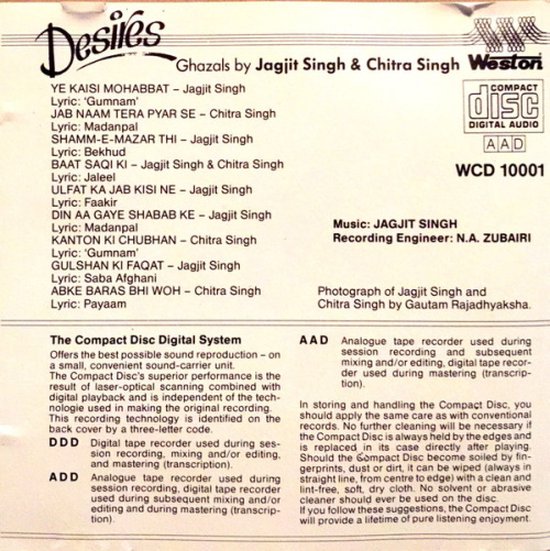 Desires
Ghazals by Jagjit Singh & Chitra Singh
Weston
YE KAISI MOHABBAT – Jagjit Singh
Lyric: 'Gumnam'
JAB NAAM TERA PYAR SE – Chitra Singh
Lyric: Madanpal
SHAMM-E-MAZAR THI – Jagjit Singh
Lyric: Bekhud
BAAT SAQI KI – Jagjit Singh & Chitra Singh
Lyric: Jaleel
ULFAT KA JAB KISI NE – Jagjit Singh
Lyric: Faakir
DIN AA GAYE SHABAB KE – Jagjit Singh
Lyric: Madanpal
KANTON KI CHUBHAN – Chitra Singh
Lyric: 'Gumnam'
GULSHAN KI FAQAT – Jagjit Singh
Lyric: Saba Afghani
ABKE BARAS BHI WOH – Chitra Singh
Lyric: Payaam
COMPACT
disc
DIGITAL AUDIO
AAD
WCD 10001
Music: JAGJIT SINGH
Recording Engineer: N.A. ZUBAIRI
Photograph of Jagjit Singh and
Chitra Singh by Gautam Rajadhyaksha.
The Compact Disc Digital System
Offers the best possible sound reproduction – on
a small, convenient sound-carrier unit.
The Compact Disc's superior performance is the
result of laser-optical scanning combined with
digital playback and is independent of the tech-
nologie used in making the original recording.
This recording technology is identified on the
back cover by a three-letter code.
DDD Digital tape recorder used during ses-
sion recording, mixing and/or editing,
and mastering (transcription).
ADD Analogue tape recorder used during
session recording, digital tape recorder
used during subsequent mixing and/or
editing and during mastering (transcrip-
tion)
AAD Analogue tape recorder used during
session recording and subsequent
mixing and/or editing, digital tape recor-
der used during mastering (transcrip-
tion).
In storing and handling the Compact Disc, you
should apply the same care as with conventional
records. No further cleaning will be necessary if
the Compact Disc is always held by the edges and
is replaced in its case directly after playing.
Should the Compact Disc become soiled by fin-
gerprints, dust or dirt, it can be wiped (always in
straight line, from centre to edge) with a clean and
lint-free, soft, dry cloth. No solvent or abrasive
cleaner should ever be used on the disc.
If you follow these suggestions, the Compact Disc
will provide a lifetime of pure listening enjoyment.